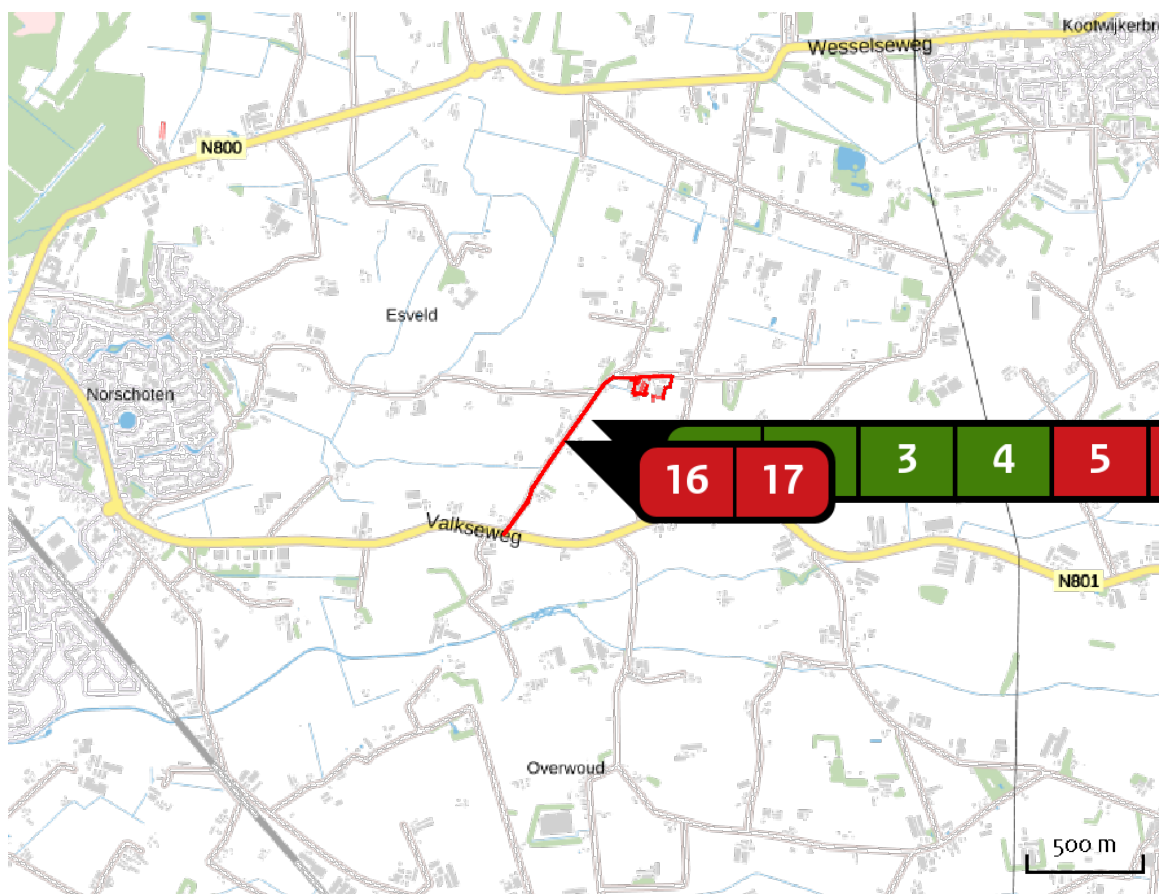 Kootwijkerbr
Wesselseweg
N800
Esveld
Norschoten
3 4 5
16 17
Valkseweg
N801
Overwoud
500 m